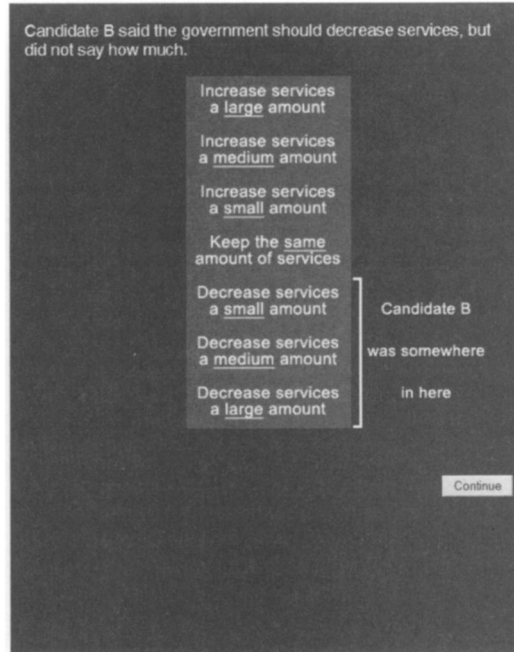 Candidate B said the government should decrease services, but
did not say how much.
Increase services
a large amount
Increase services
a medium amount
Increase services
a small amount
Keep the same
amount of services
Decrease services
a small amount
Decrease services
a medium amount
Decrease services
a large amount
Candidate B
was somewhere
in here
Continue